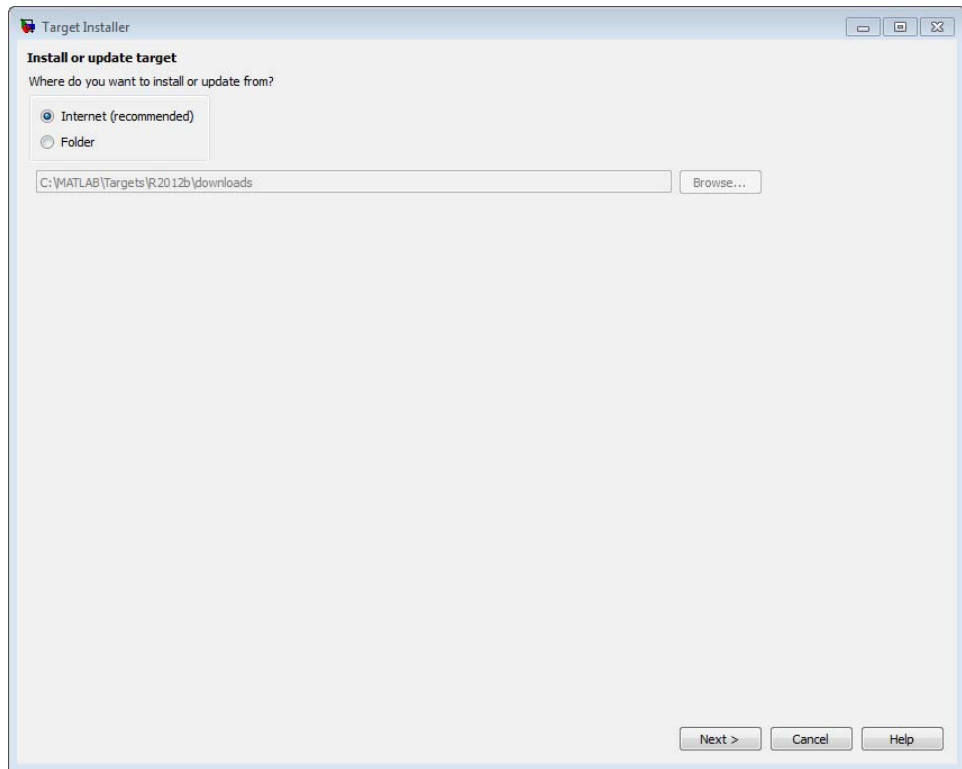 Target Installer
Install or update target
Where do you want to install or update from?
Internet (recommended)
Folder
C:\MATLAB\Targets\R2012b\downloads
Browse...
Next >
Cancel
Help